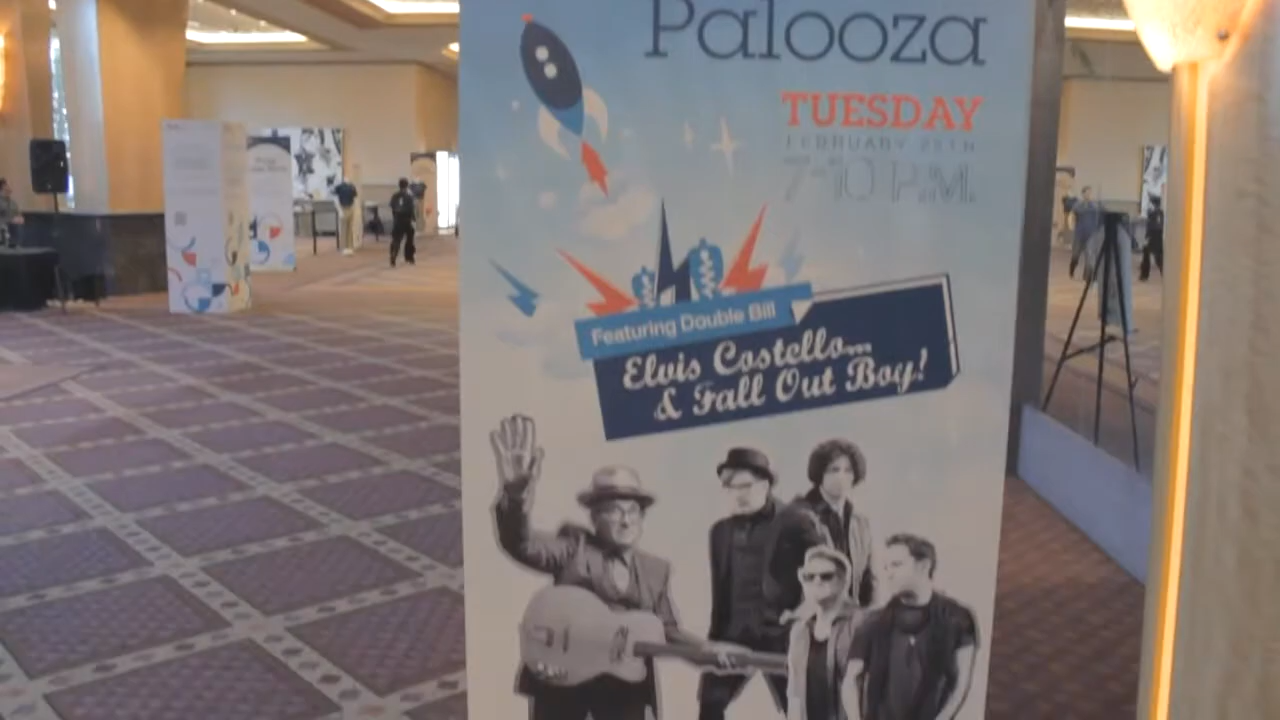 Palooza
TUESDAY
FEBRUARY 25TH
7-10 P.M.
Featuring Double Bill
Elvis Costello...
& Fall Out Boy!